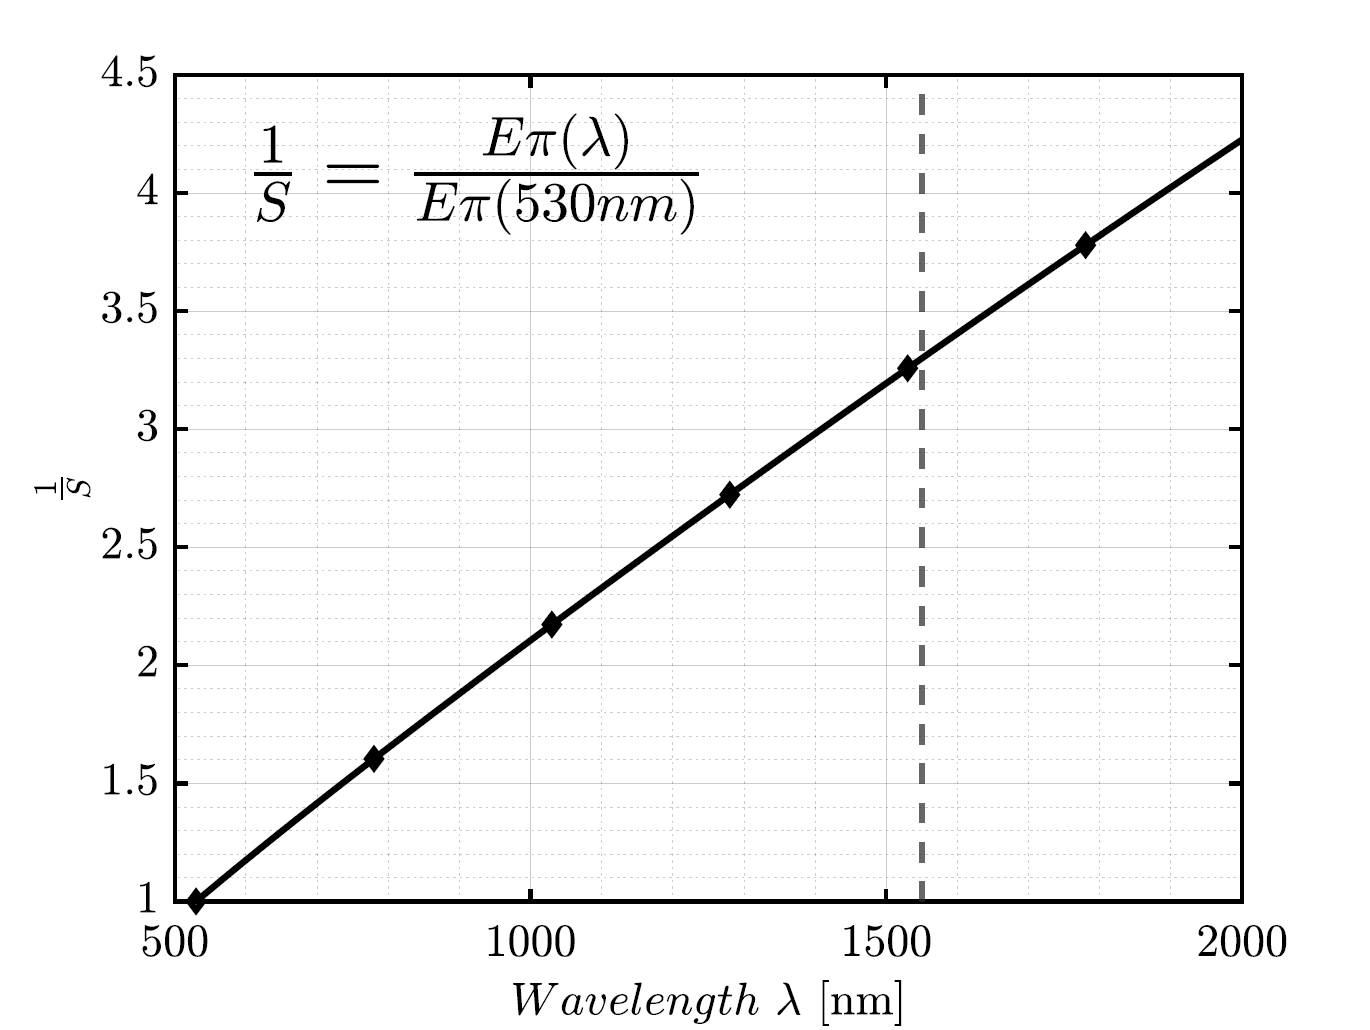 4.5
4
3.5
3
2.5
2
1.5
1
1/S = Eπ(λ)/Eπ(530nm)
1/S
500 1000 1500 2000
Wavelength λ [nm]